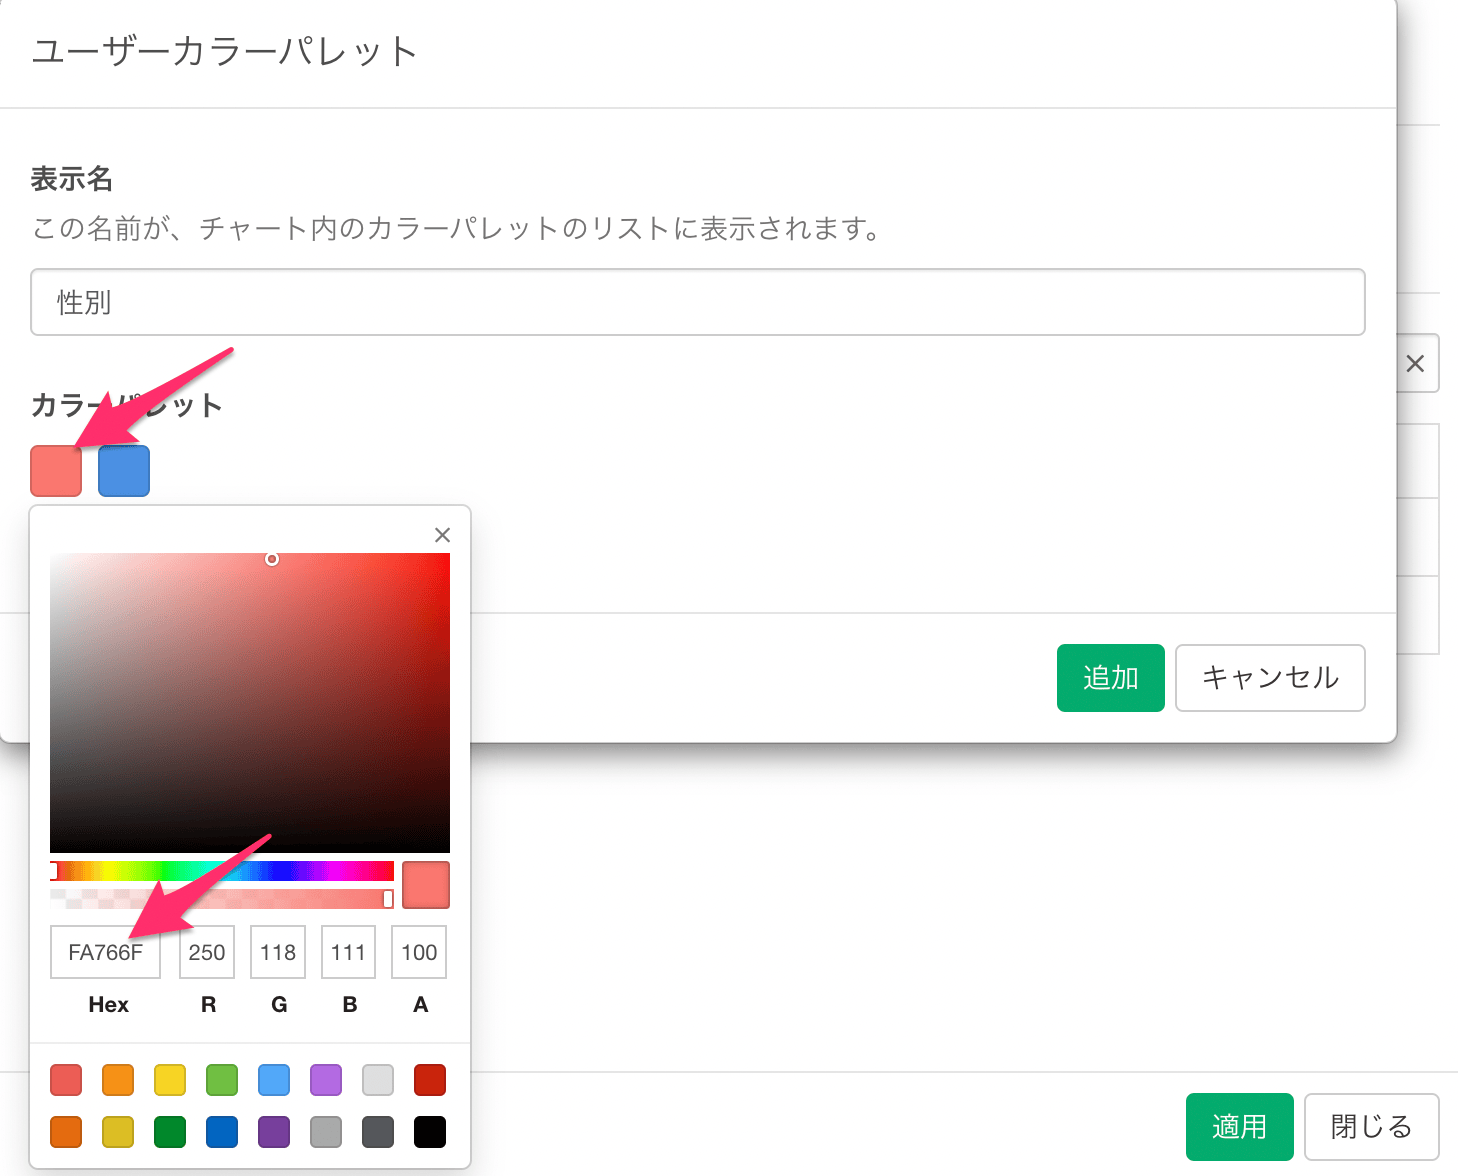 ユーザーカラーパレット
表示名
この名前が、チャート内のカラーパレットのリストに表示されます。
性別
カラーパレット
追加
キャンセル
FA766F
250
118
111
100
Hex
R
G
B
A
適用
閉じる